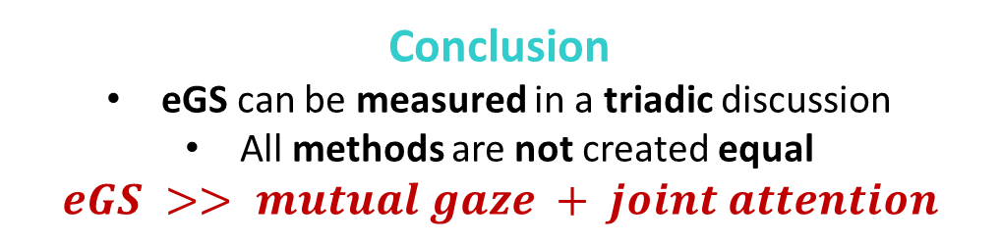 Conclusion
• eGS can be measured in a triadic discussion
• All methods are not created equal
eGS >> mutual gaze + joint attention